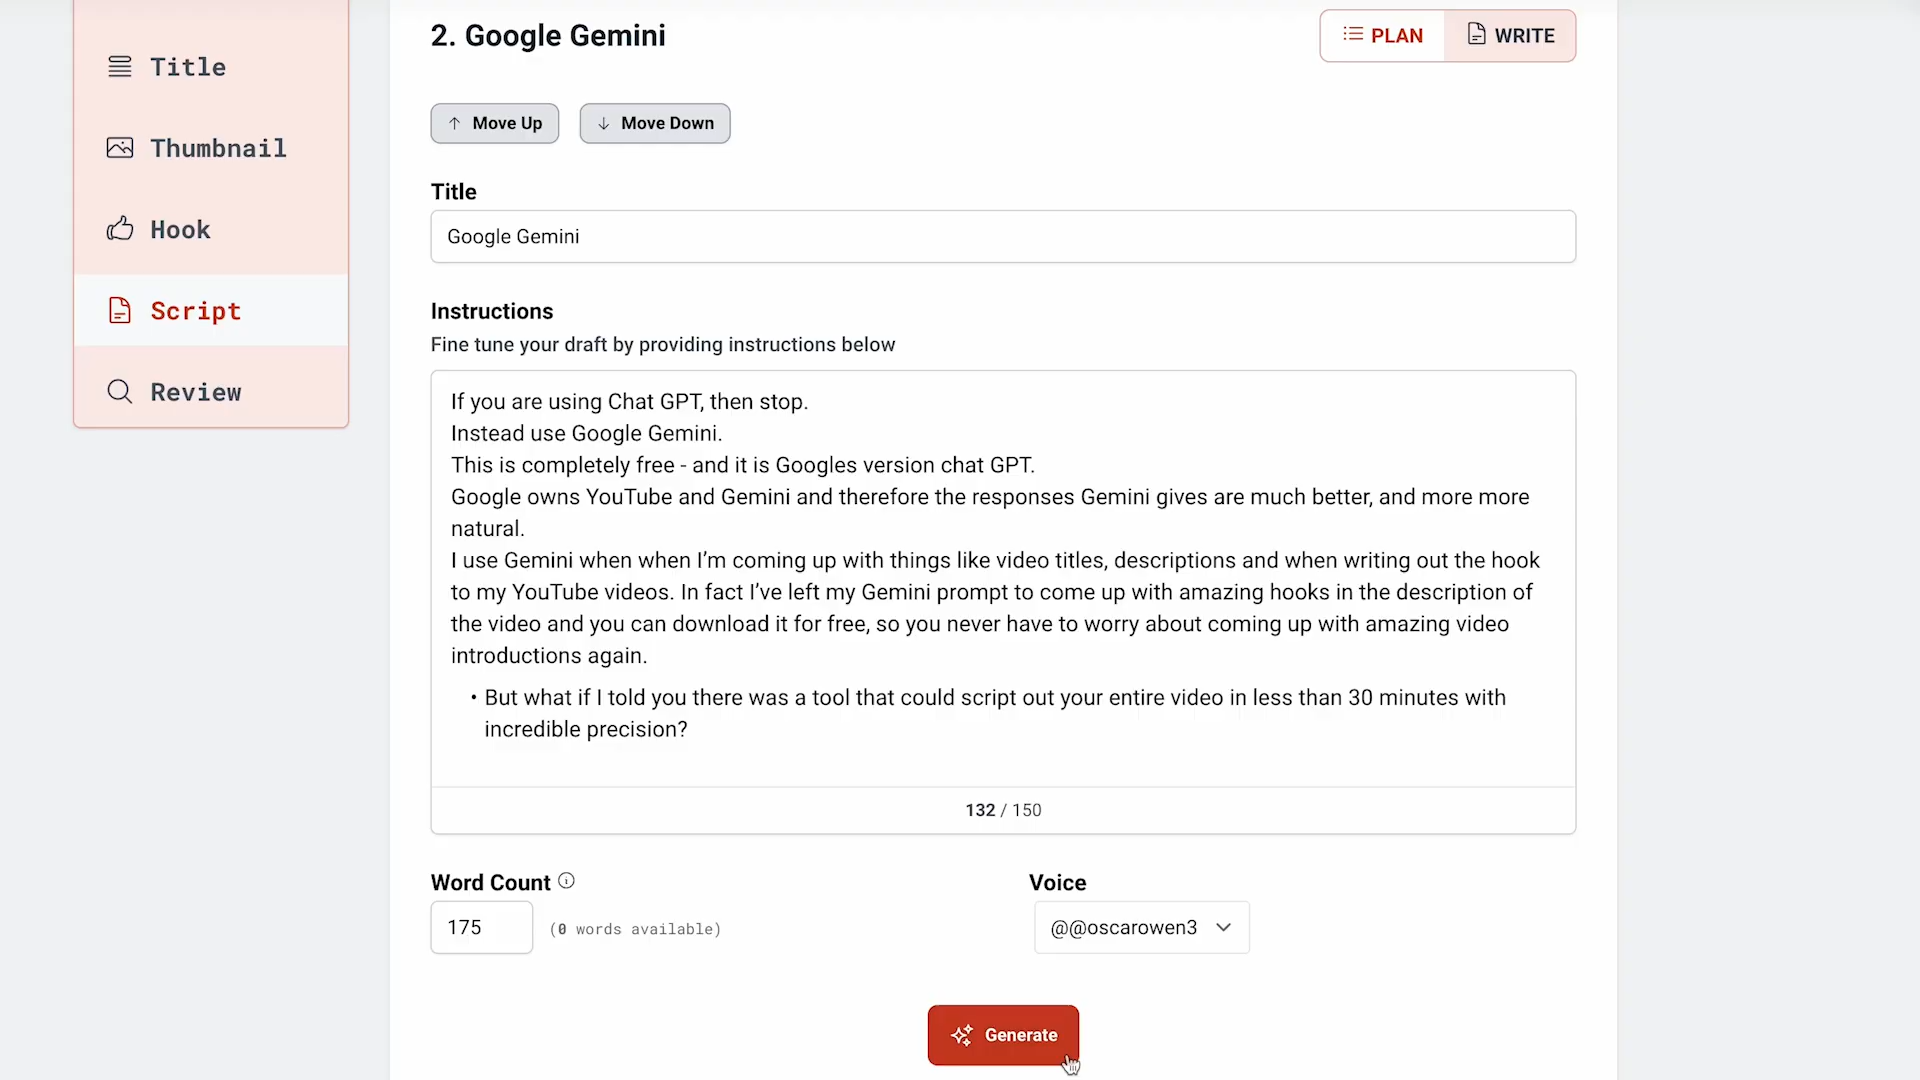 Title
Thumbnail
Hook
Script
Review
2. Google Gemini
PLAN
WRITE
Move Up
Move Down
Title
Google Gemini
Instructions
Fine tune your draft by providing instructions below
If you are using Chat GPT, then stop.
Instead use Google Gemini.
This is completely free - and it is Googles version chat GPT.
Google owns YouTube and Gemini and therefore the responses Gemini gives are much better, and more more
natural.
I use Gemini when when I’m coming up with things like video titles, descriptions and when writing out the hook
to my YouTube videos. In fact I’ve left my Gemini prompt to come up with amazing hooks in the description of
the video and you can download it for free, so you never have to worry about coming up with amazing video
introductions again.
• But what if I told you there was a tool that could script out your entire video in less than 30 minutes with
incredible precision?
132 / 150
Word Count
175
(0 words available)
Voice
@@oscarowen3
Generate